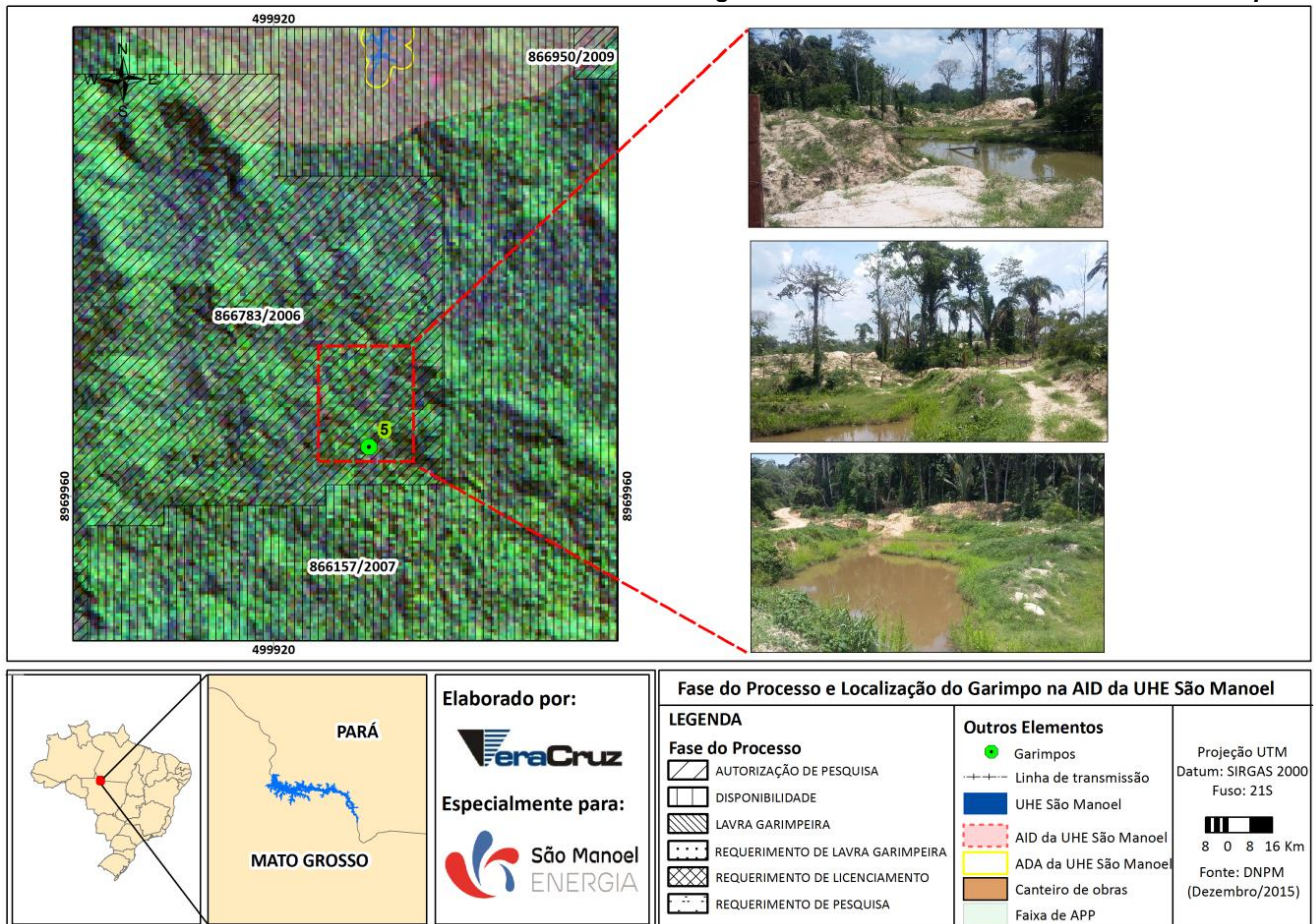 499920
866950/2009
N
W
E
S
866783/2006
5
8969960
8969960
866157/2007
499920
PARÁ
MATO GROSSO
Elaborado por:
VeraCruz
Especialmente para:
São Manoel
ENERGIA
Fase do Processo e Localização do Garimpo na AID da UHE São Manoel
LEGENDA
Fase do Processo
AUTORIZAÇÃO DE PESQUISA
DISPONIBILIDADE
LAVRA GARIMPEIRA
REQUERIMENTO DE LAVRA GARIMPEIRA
REQUERIMENTO DE LICENCIAMENTO
REQUERIMENTO DE PESQUISA
Outros Elementos
Garimpos
Linha de transmissão
UHE São Manoel
AID da UHE São Manoel
ADA da UHE São Manoel
Canteiro de obras
Faixa de APP
Projeção UTM
Datum: SIRGAS 2000
Fuso: 21S
8 0 8 16 Km
Fonte: DNPM
(Dezembro/2015)